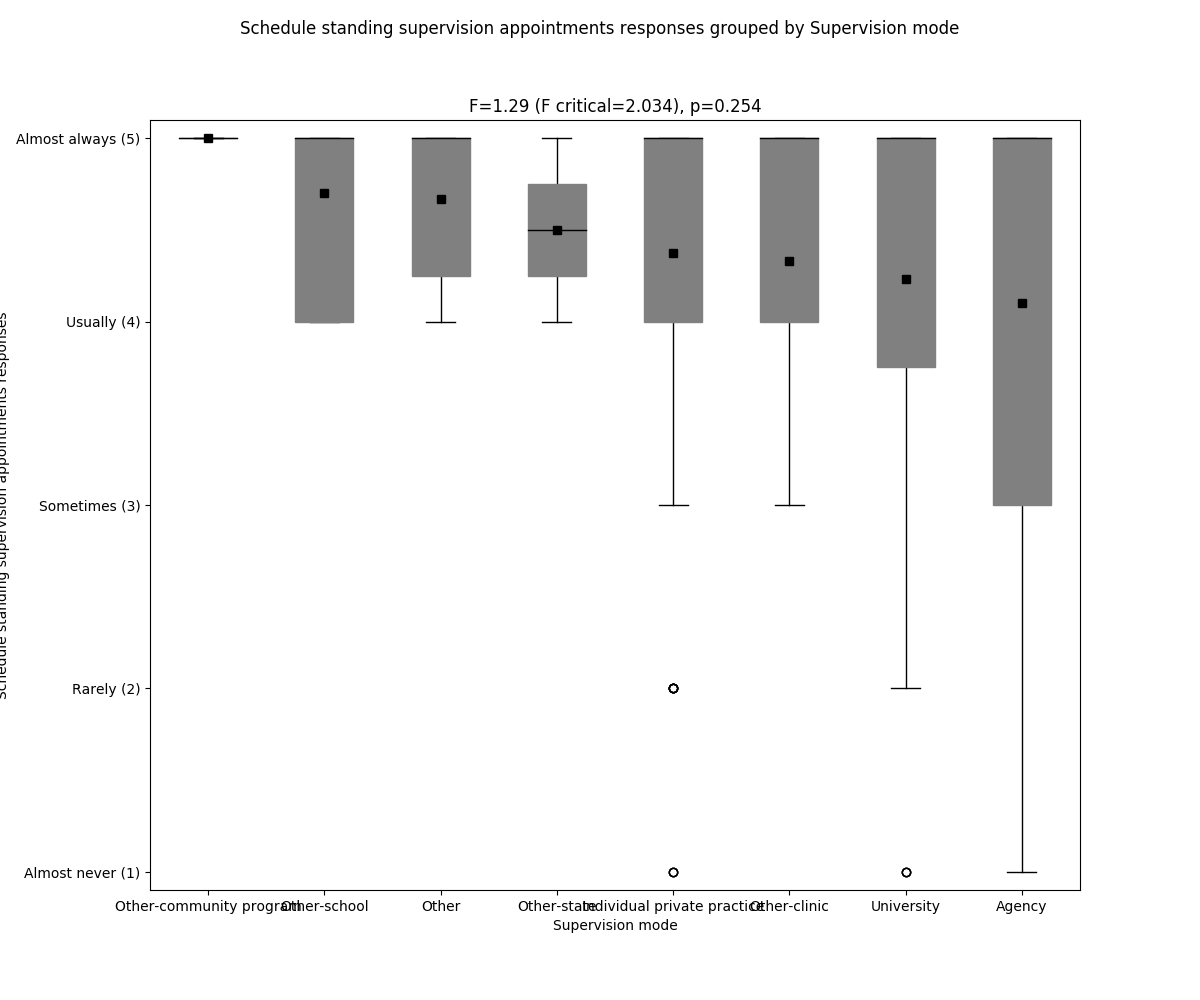 Schedule standing supervision appointments responses grouped by Supervision mode
F=1.29 (F critical=2.034), p=0.254
Almost always (5)
Usually (4)
Sometimes (3)
Rarely (2)
Almost never (1)
Schedule standing supervision appointments responses
Other-community program Other-school Other Other-state Individual private practice Other-clinic University Agency
Supervision mode